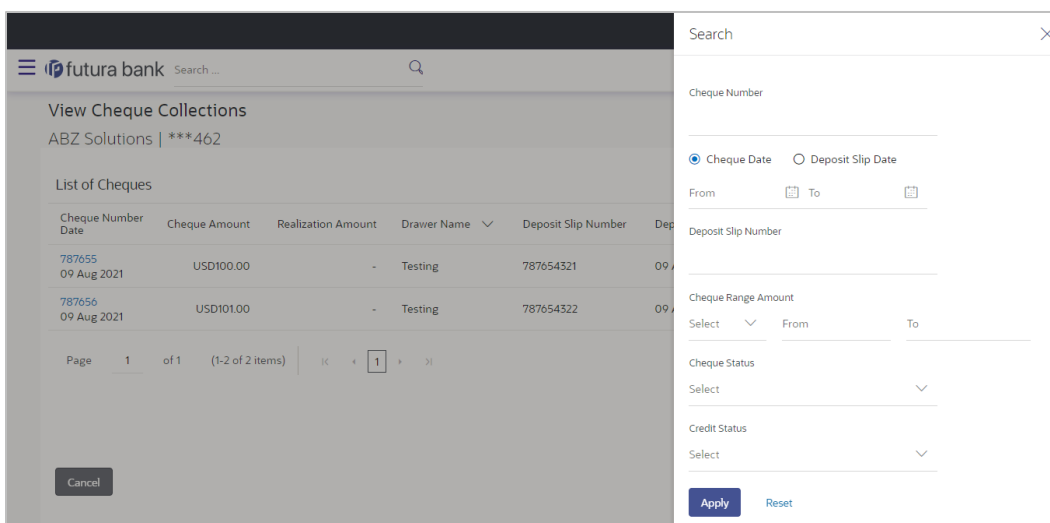 futura bank Search ...
View Cheque Collections
ABZ Solutions | ***462
List of Cheques
Cheque Number
Date
Cheque Amount
Realization Amount
Drawer Name
Deposit Slip Number
787655
09 Aug 2021
USD100.00
-
Testing
787654321
09
787656
09 Aug 2021
USD101.00
-
Testing
787654322
09
Page 1 of 1 (1-2 of 2 items) 1
Cancel
Search
Cheque Number
Cheque Date Deposit Slip Date
From To
Deposit Slip Number
Cheque Range Amount
Select From To
Cheque Status
Select
Credit Status
Select
Apply Reset